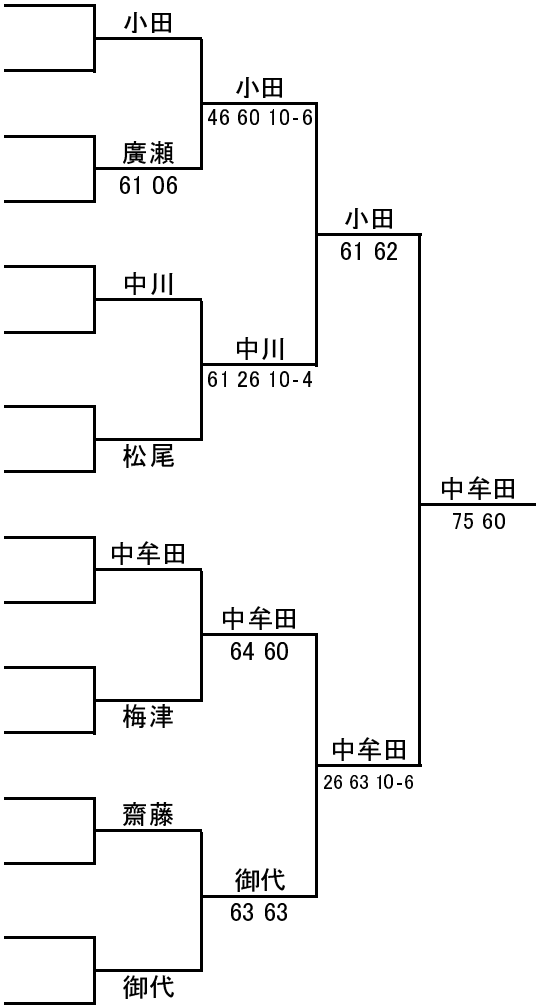 小田
小田
46 60 10-6
廣瀬
61 06
小田
61 62
中川
中川
61 26 10-4
松尾
中牟田
75 60
中牟田
中牟田
64 60
梅津
中牟田
26 63 10-6
齋藤
御代
63 63
御代